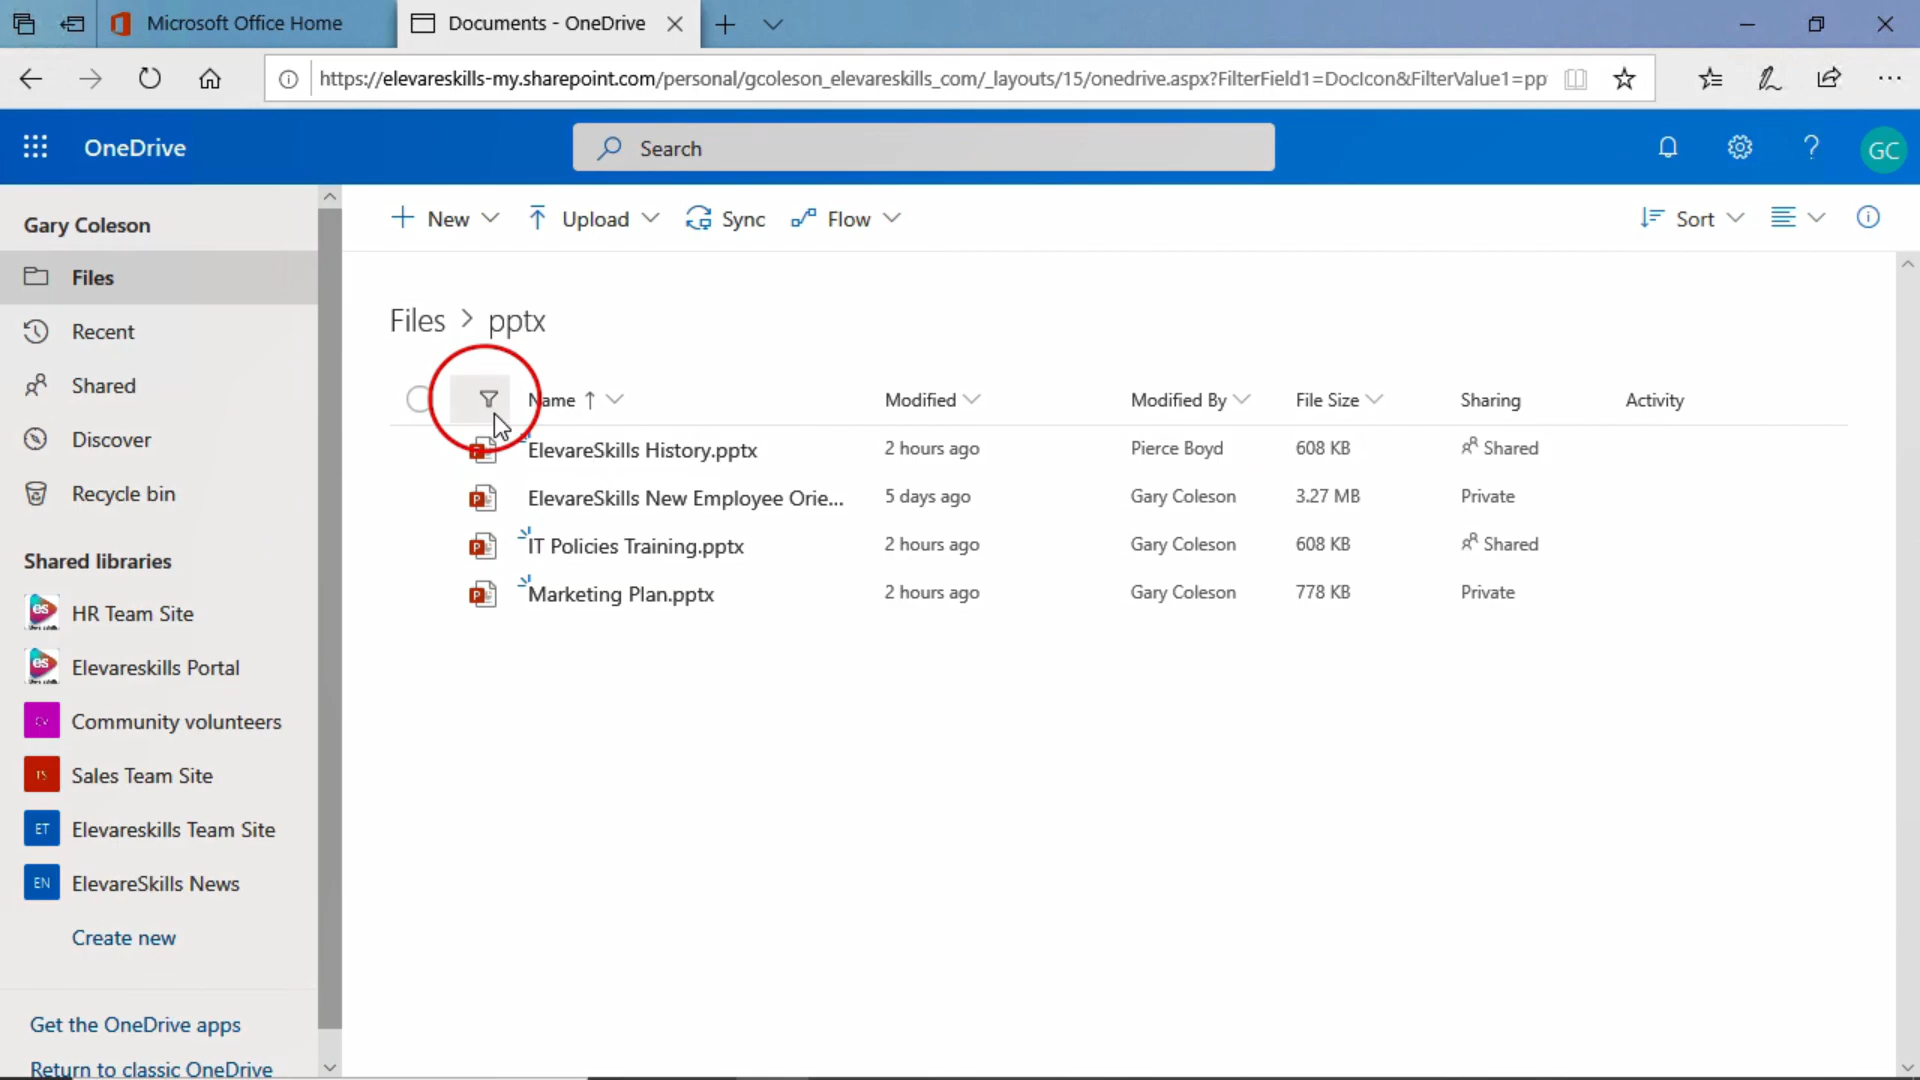 Microsoft Office Home
Documents - OneDrive
https://elevareskills-my.sharepoint.com/personal/gcoleson_elevareskills_com/_layouts/15/onedrive.aspx?FilterField1=DocIcon&FilterValue1=pp
OneDrive
Search
GC
Gary Coleson
Files
Recent
Shared
Discover
Recycle bin
Shared libraries
es HR Team Site
es Elevareskills Portal
CV Community volunteers
TS Sales Team Site
ET Elevareskills Team Site
EN ElevareSkills News
Create new
Get the OneDrive apps
Return to classic OneDrive
New Upload Sync Flow Sort
Files > pptx
Name Modified Modified By File Size Sharing Activity
ElevareSkills History.pptx 2 hours ago Pierce Boyd 608 KB Shared
ElevareSkills New Employee Orie... 5 days ago Gary Coleson 3.27 MB Private
IT Policies Training.pptx 2 hours ago Gary Coleson 608 KB Shared
Marketing Plan.pptx 2 hours ago Gary Coleson 778 KB Private